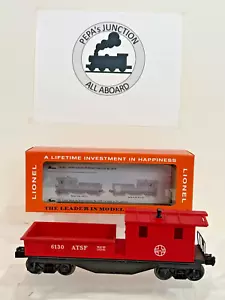 PEPA's JUNCTION
ALL ABOARD
A LIFETIME INVESTMENT IN HAPPINESS
LIONEL
LIONEL
THE LEADER IN MODEL
6130 ATSF